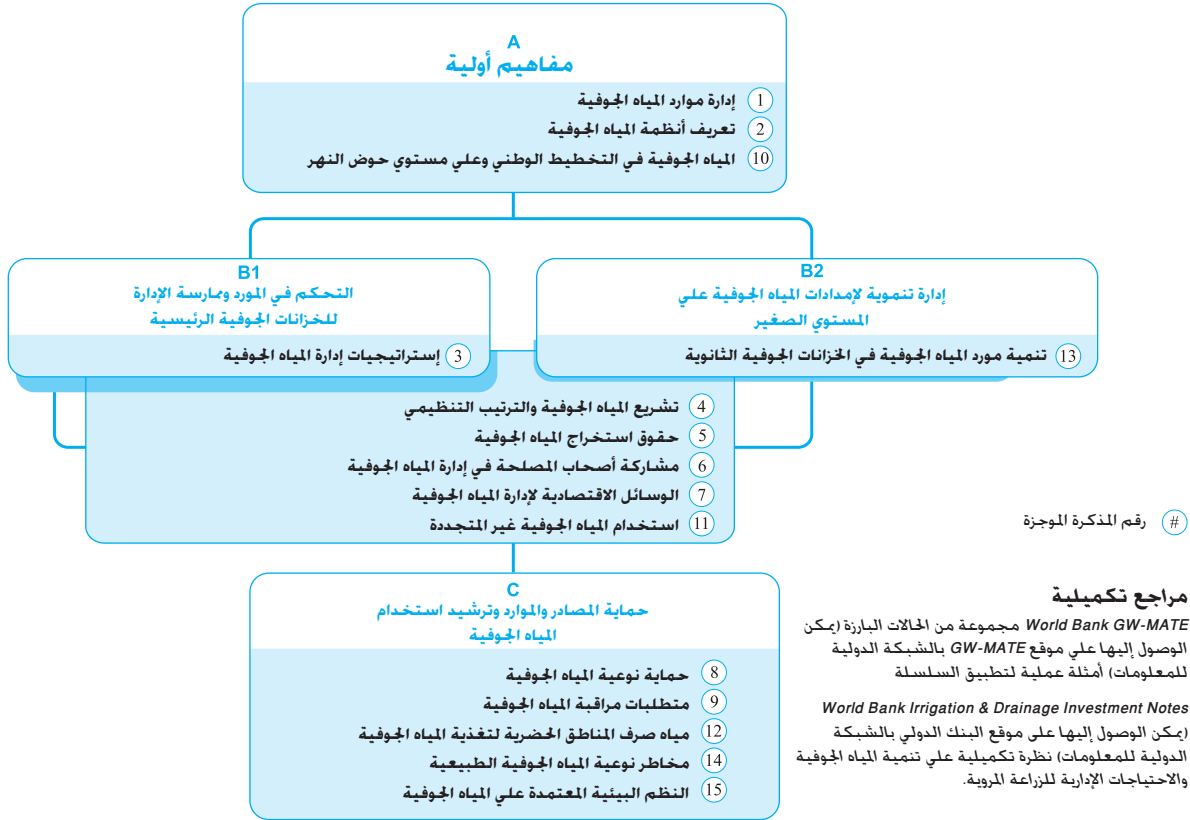 A
مفاهيم أولية
1 إدارة موارد المياه الجوفية
2 تعريف أنظمة المياه الجوفية
10 المياه الجوفية في التخطيط الوطني وعلي مستوي حوض النهر
B1
التحكم في المورد وممارسة الإدارة
للخزانات الجوفية الرئيسية
3 إستراتيجيات إدارة المياه الجوفية
B2
إدارة تنموية لإمدادات المياه الجوفية علي
المستوي الصغير
13 تنمية مورد المياه الجوفية في الخزانات الجوفية الثانوية
4 تشريع المياه الجوفية والترتيب التنظيمي
5 حقوق استخراج المياه الجوفية
6 مشاركة أصحاب المصلحة في إدارة المياه الجوفية
7 الوسائل الاقتصادية لإدارة المياه الجوفية
11 استخدام المياه الجوفية غير المتجددة
C
حماية المصادر والموارد وترشيد استخدام
المياه الجوفية
8 حماية نوعية المياه الجوفية
9 متطلبات مراقبة المياه الجوفية
12 مياه صرف المناطق الحضرية لتغذية المياه الجوفية
14 مخاطر نوعية المياه الجوفية الطبيعية
15 النظم البيئية المعتمدة علي المياه الجوفية
# رقم المذكرة الموجزة
مراجع تكميلية
World Bank GW-MATE مجموعة من الحالات البارزة (يمكن
الوصول إليها علي موقع GW-MATE بالشبكة الدولية
للمعلومات) أمثلة عملية لتطبيق السلسلة
World Bank Irrigation & Drainage Investment Notes
(يمكن الوصول إليها على موقع البنك الدولي بالشبكة
الدولية للمعلومات) نظرة تكميلية علي تنمية المياه الجوفية
والاحتياجات الإدارية للزراعة المروية.